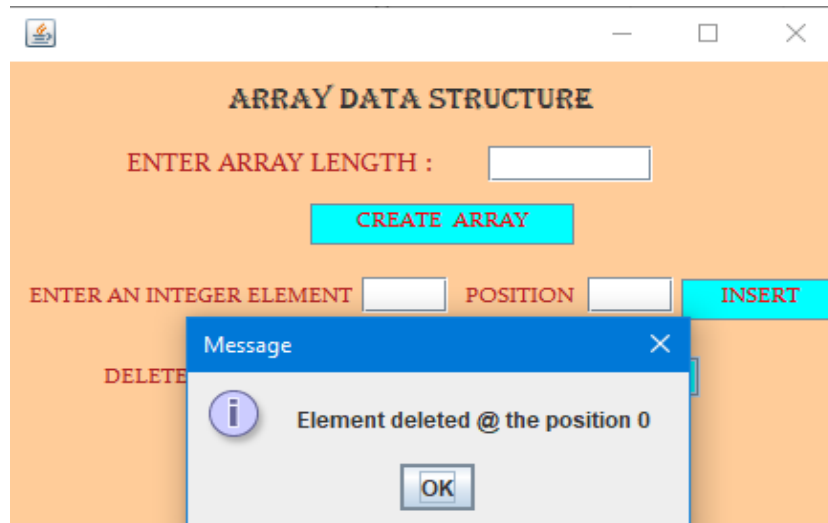 ARRAY DATA STRUCTURE
ENTER ARRAY LENGTH :
CREATE ARRAY
ENTER AN INTEGER ELEMENT POSITION INSERT
Message
DELETE
Element deleted @ the position 0
OK